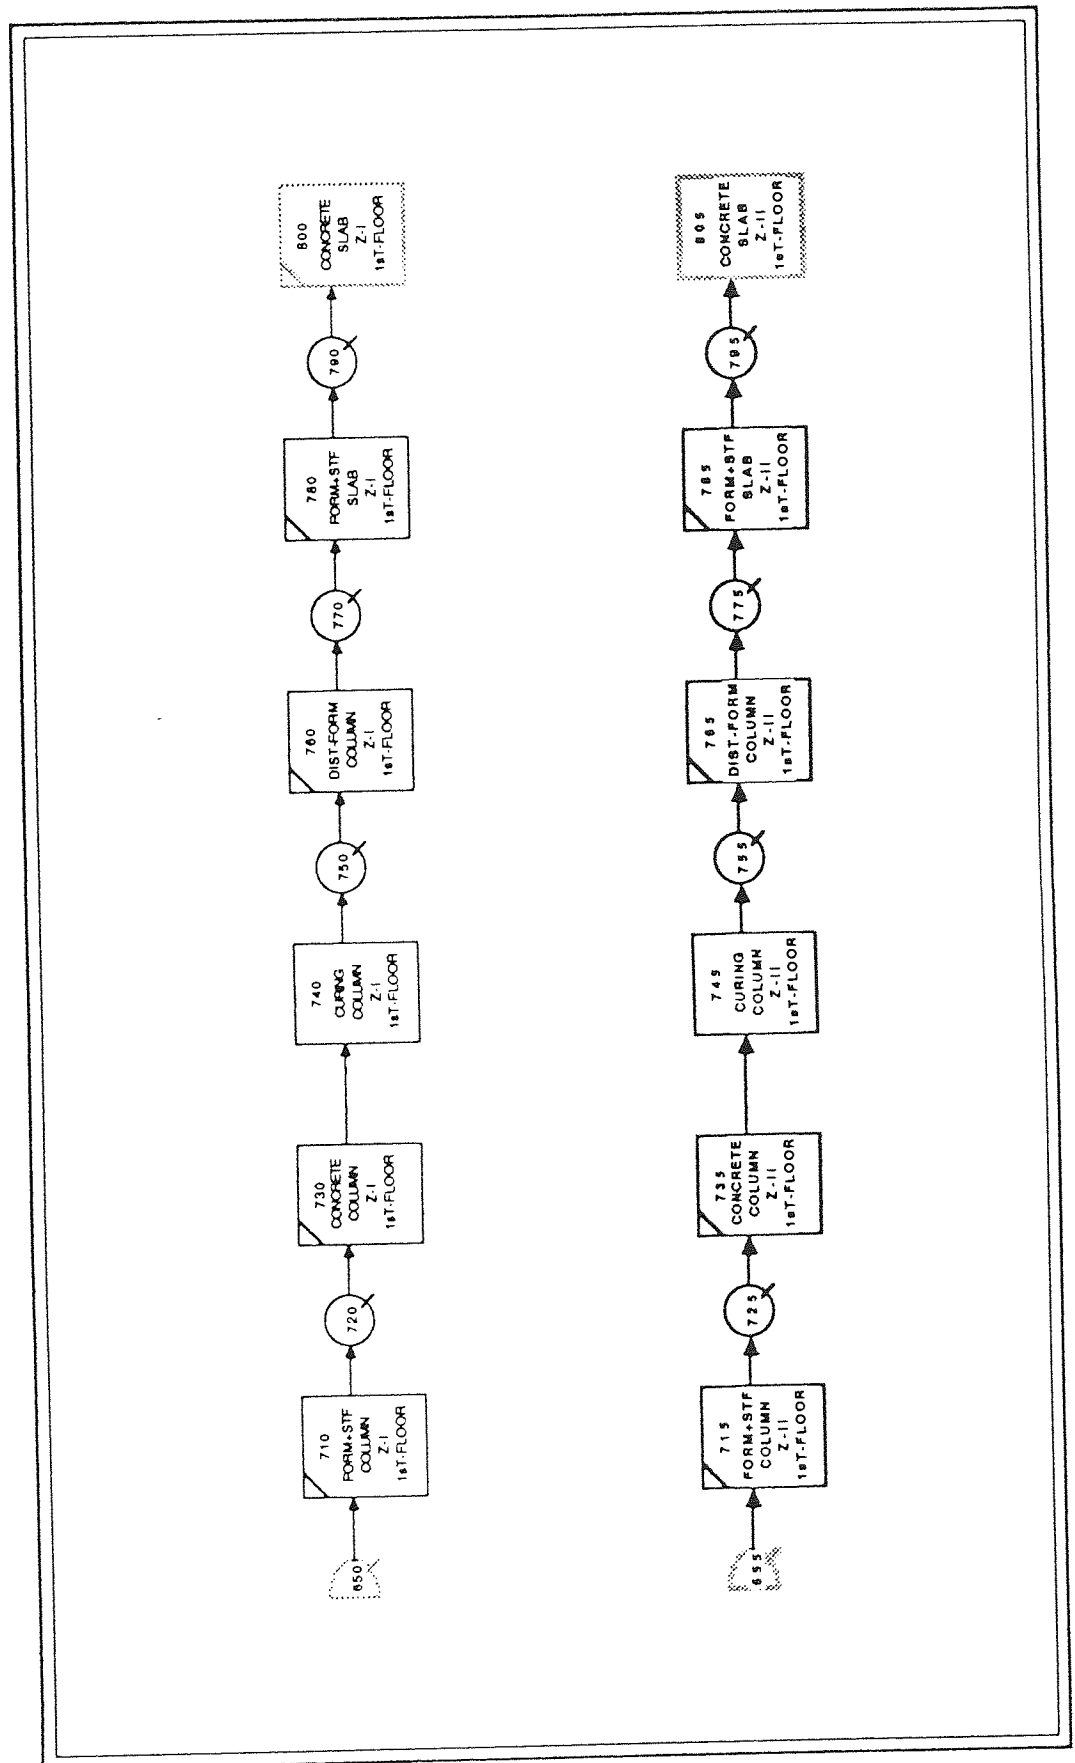 650
710
FORM+STF
COLUMN
Z-I
1sT-FLOOR
720
730
CONCRETE
COLUMN
Z-I
1sT-FLOOR
740
CURING
COLUMN
Z-I
1sT-FLOOR
750
760
DIST-FORM
COLUMN
Z-I
1sT-FLOOR
770
780
FORM+STF
SLAB
Z-I
1sT-FLOOR
790
800
CONCRETE
SLAB
Z-I
1sT-FLOOR
655
715
FORM+STF
COLUMN
Z-II
1sT-FLOOR
725
735
CONCRETE
COLUMN
Z-II
1sT-FLOOR
745
CURING
COLUMN
Z-II
1sT-FLOOR
755
765
DIST-FORM
COLUMN
Z-II
1sT-FLOOR
775
785
FORM+STF
SLAB
Z-II
1sT-FLOOR
795
805
CONCRETE
SLAB
Z-II
1sT-FLOOR